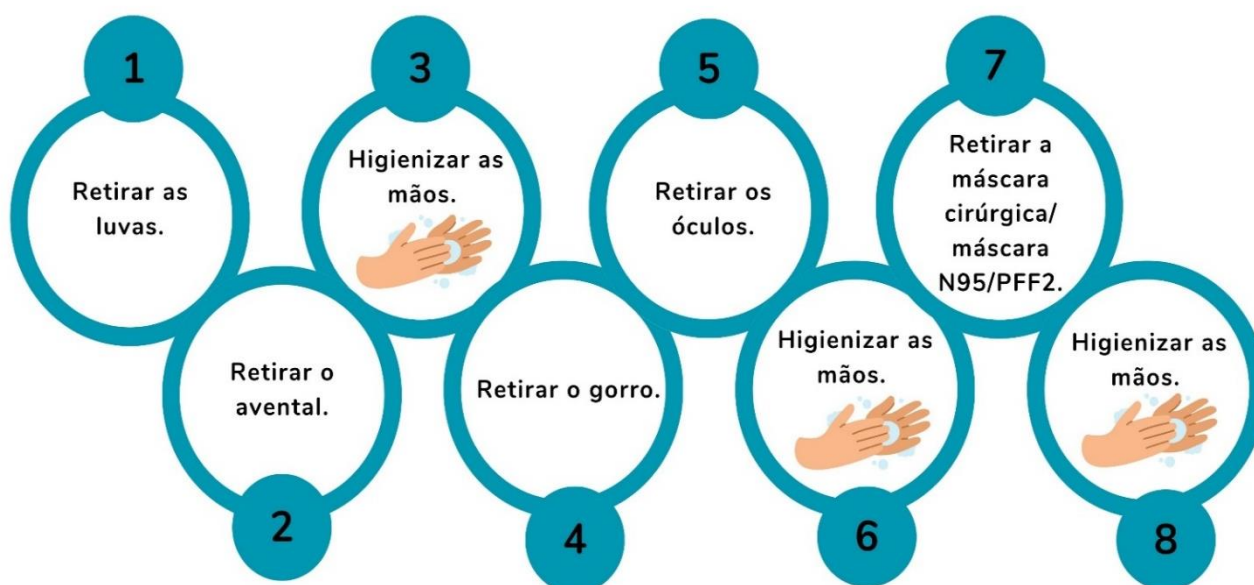 1
Retirar as
luvas.
2
Retirar o
avental.
3
Higienizar as
mãos.
4
Retirar o gorro.
5
Retirar os
óculos.
6
Higienizar as
mãos.
7
Retirar a
máscara
cirúrgica/
máscara
N95/PFF2.
8
Higienizar as
mãos.